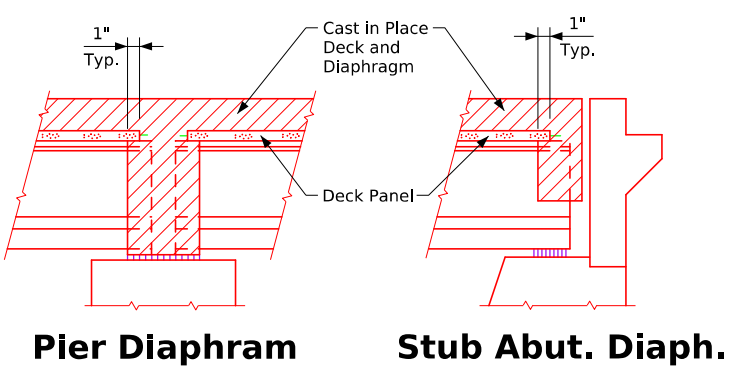 1"
Typ.
Cast in Place
Deck and
Diaphragm
1"
Typ.
Deck Panel
Pier Diaphram
Stub Abut. Diaph.